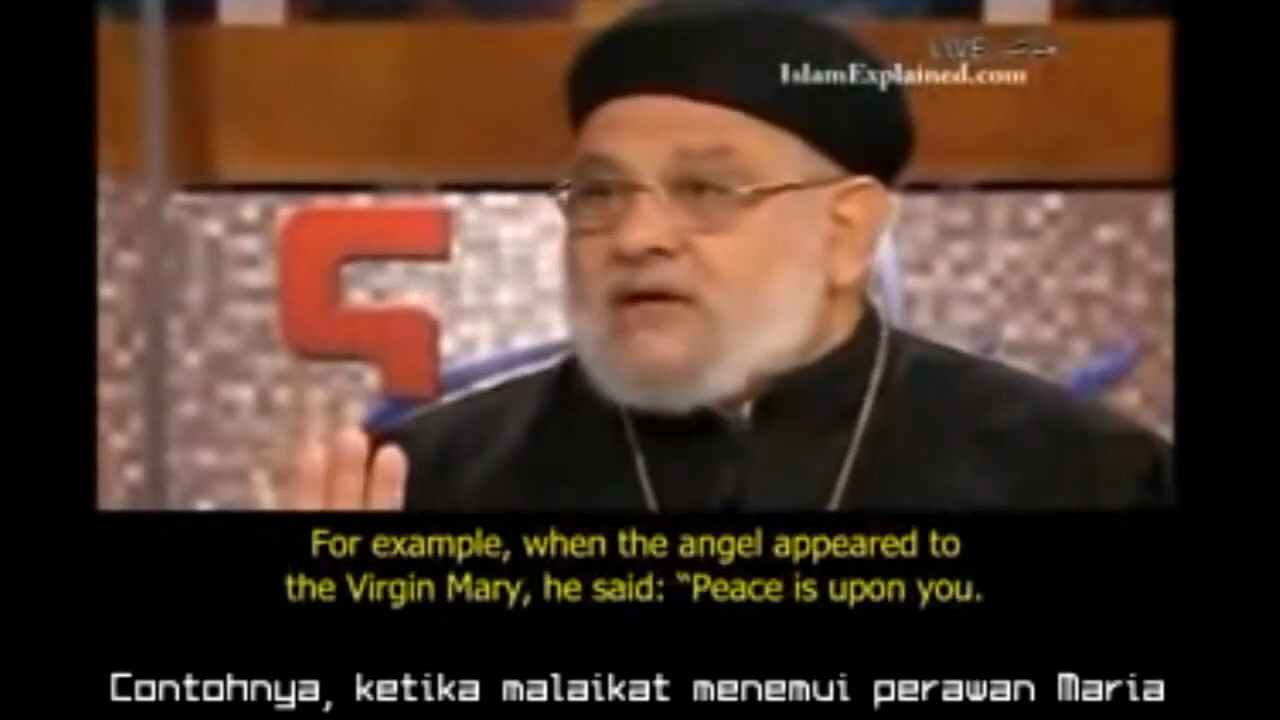 LIVE
IslamExplained.com
For example, when the angel appeared to
the Virgin Mary, he said: “Peace is upon you.
Contohnya, ketika malaikat menemui perawan Maria